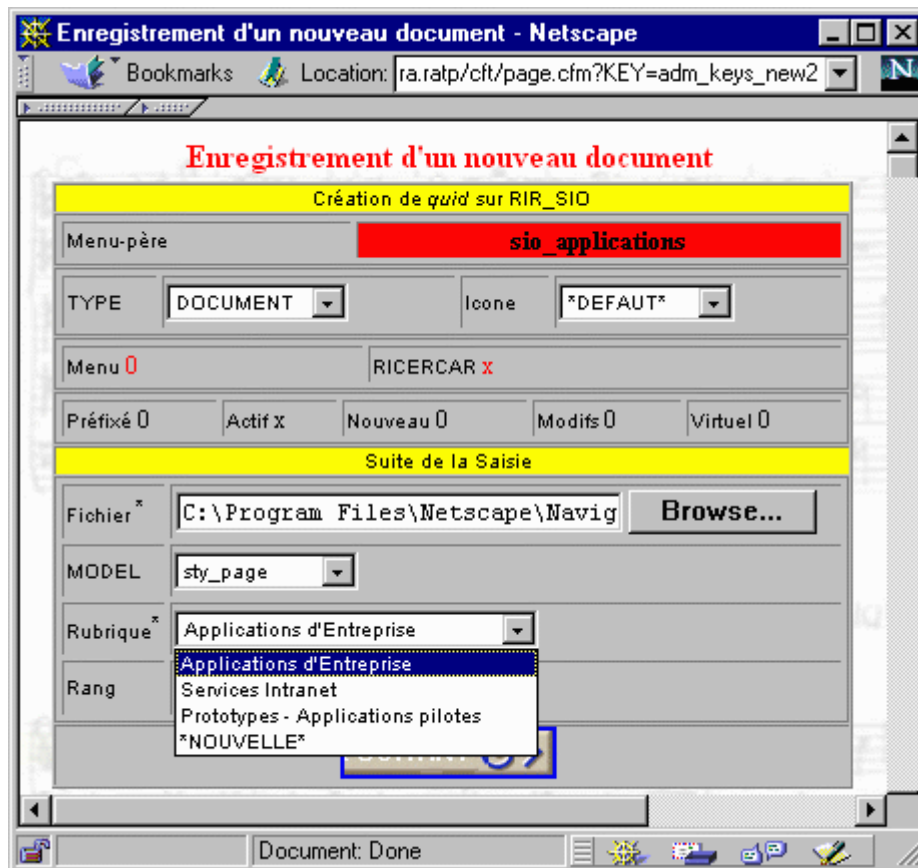 Enregistrement d'un nouveau document - Netscape
Bookmarks Location: ra.ratp/cft/page.cfm?KEY=adm_keys_new2 N
Enregistrement d'un nouveau document
Création de quid sur RIR_SIO
Menu-père sio_applications
TYPE DOCUMENT Icone *DEFAUT*
Menu 0 RICERCAR x
Préfixé 0 Actif x Nouveau 0 Modifs 0 Virtuel 0
Suite de la Saisie
Fichier* C:\Program Files\Netscape\Navig Browse...
MODEL sty_page
Rubrique* Applications d'Entreprise
Applications d'Entreprise
Rang Services Intranet
Prototypes - Applications pilotes
*NOUVELLE*
Document: Done